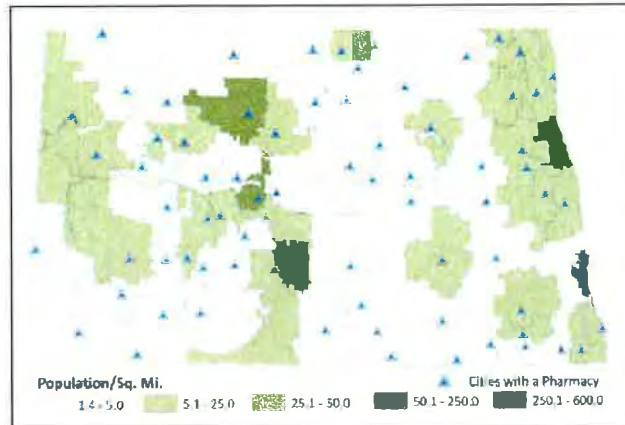 Population/Sq. Mi.
Cities with a Pharmacy
1.4 - 5.0
5.1 - 25.0
25.1 - 50.0
50.1 - 250.0
250.1 - 600.0